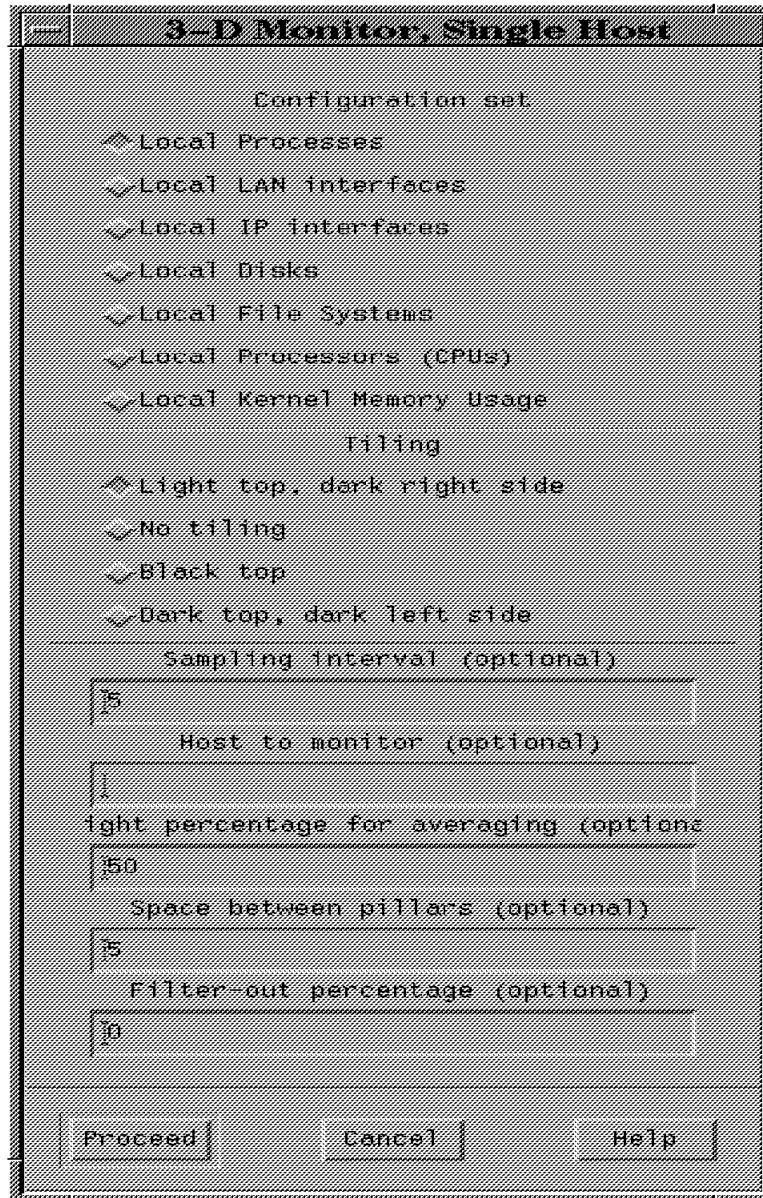 3-D Monitor, Single Host
Configuration set
Local Processes
Local LAN interfaces
Local IP interfaces
Local Disks
Local File Systems
Local Processors (CPUs)
Local Kernel Memory Usage
Tiling
Light top, dark right side
No tiling
Black top
Dark top, dark left side
Sampling interval (optional)
5
Host to monitor (optional)
ight percentage for averaging (optiona
50
Space between pillars (optional)
5
Filter-out percentage (optional)
0
Proceed Cancel Help